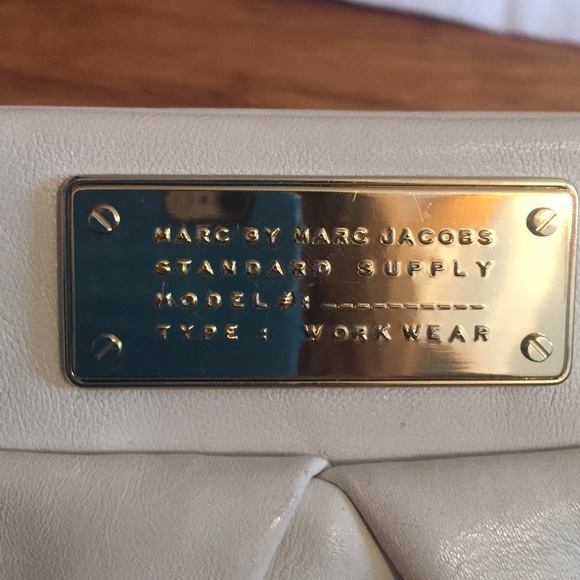 MARC BY MARC JACOBS
STANDARD SUPPLY
MODEL#:__________
TYPE: WORKWEAR